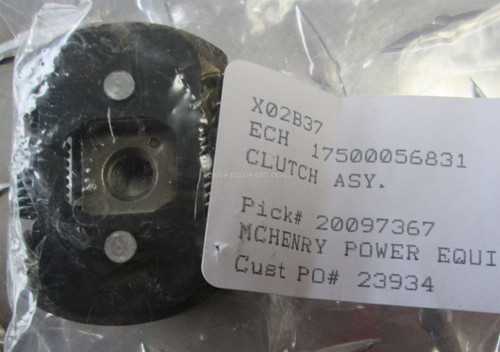 X02B37
ECH 17500056831
CLUTCH ASY.
Pick# 20097367
MCHENRY POWER EQUI
Cust PO# 23934